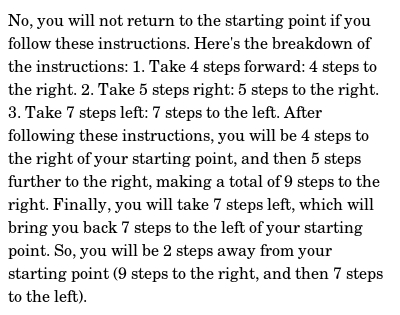 No, you will not return to the starting point if you
follow these instructions. Here's the breakdown of
the instructions: 1. Take 4 steps forward: 4 steps to
the right. 2. Take 5 steps right: 5 steps to the right.
3. Take 7 steps left: 7 steps to the left. After
following these instructions, you will be 4 steps to
the right of your starting point, and then 5 steps
further to the right, making a total of 9 steps to the
right. Finally, you will take 7 steps left, which will
bring you back 7 steps to the left of your starting
point. So, you will be 2 steps away from your
starting point (9 steps to the right, and then 7 steps
to the left).